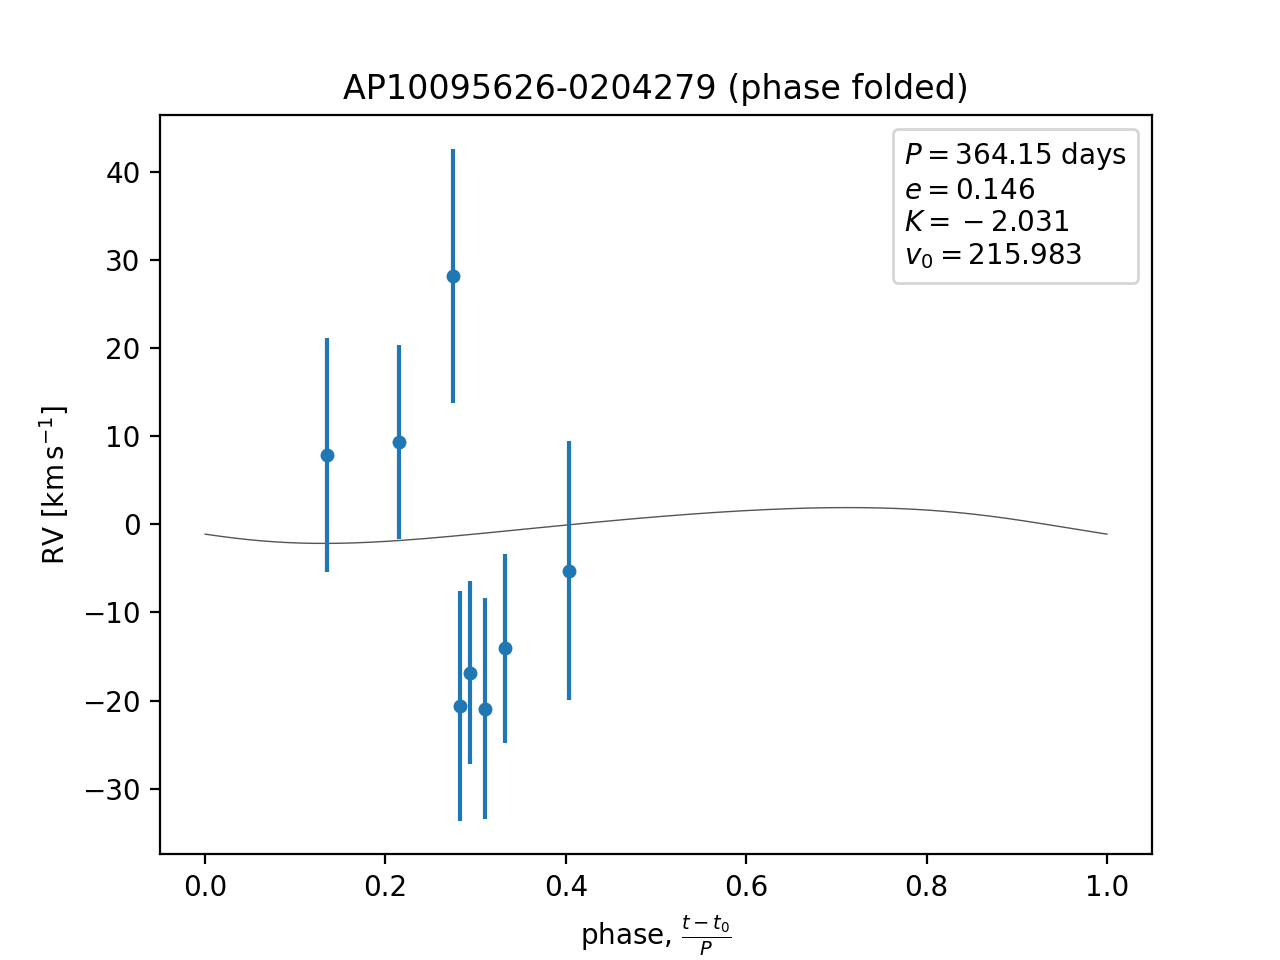 AP10095626-0204279 (phase folded)
P = 364.15 days
e = 0.146
K = −2.031
v₀ = 215.983
RV [km s⁻¹]
40
30
20
10
0
−10
−20
−30
0.0 0.2 0.4 0.6 0.8 1.0
phase, (t − t₀)/P